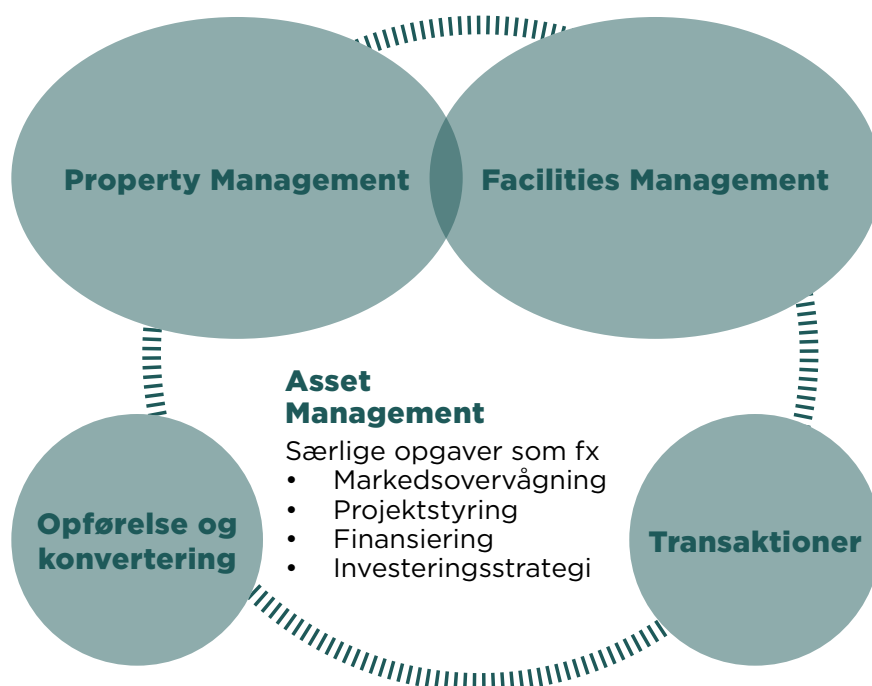 Property Management
Facilities Management
Asset
Management
Særlige opgaver som fx
• Markedsovervågning
• Projektstyring
• Finansiering
• Investeringsstrategi
Opførelse og
konvertering
Transaktioner